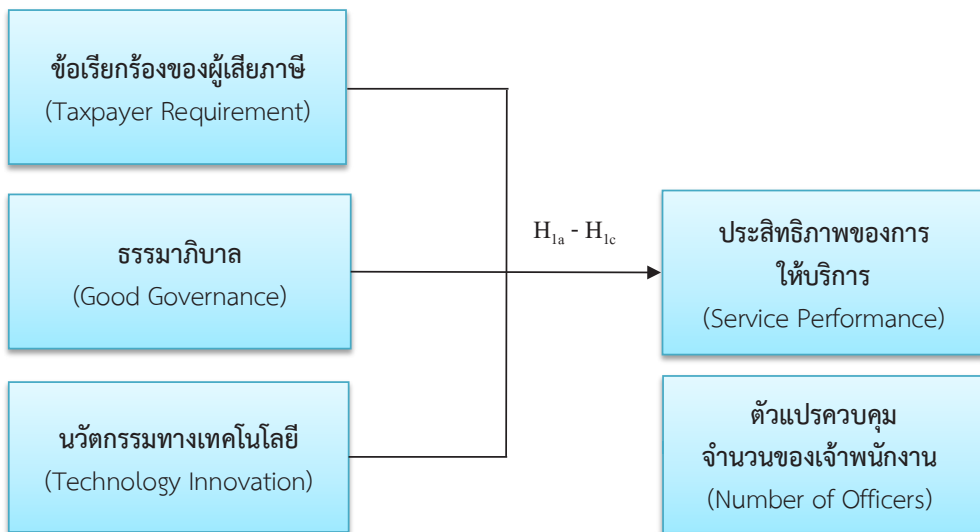 ข้อเรียกร้องของผู้เสียภาษี
(Taxpayer Requirement)
ธรรมาภิบาล
(Good Governance)
นวัตกรรมทางเทคโนโลยี
(Technology Innovation)
H1a - H1c
ประสิทธิภาพของการ
ให้บริการ
(Service Performance)
ตัวแปรควบคุม
จำนวนของเจ้าพนักงาน
(Number of Officers)